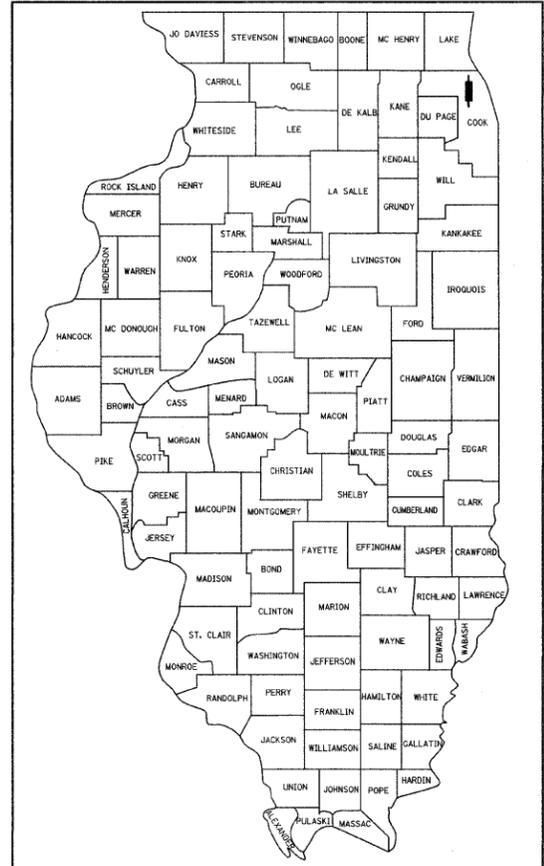 JO DAVIESS STEVENSON WINNEBAGO BOONE MC HENRY LAKE
CARROLL OGLE DE KALB KANE DU PAGE COOK
WHITESIDE LEE
KENDALL WILL
ROCK ISLAND HENRY BUREAU LA SALLE GRUNDY
MERCER PUTNAM KANKAKEE
STARK MARSHALL LIVINGSTON
HENDERSON WARREN KNOX PEORIA WOODFORD IROQUOIS
HANCOCK MC DONOUGH FULTON TAZEWELL MC LEAN FORD
MASON
SCHUYLER LOGAN DE WITT CHAMPAIGN VERMILION
ADAMS BROWN CASS MENARD MACON PIATT
MORGAN SANGAMON DOUGLAS
PIKE SCOTT CHRISTIAN MOULTRIE COLES EDGAR
GREENE MACOUPIN MONTGOMERY SHELBY CUMBERLAND CLARK
CALHOUN JERSEY FAYETTE EFFINGHAM JASPER CRAWFORD
MADISON BOND CLAY RICHLAND LAWRENCE
CLINTON MARION
ST. CLAIR WASHINGTON JEFFERSON WAYNE EDWARDS WABASH
MONROE
RANDOLPH PERRY FRANKLIN HAMILTON WHITE
JACKSON WILLIAMSON SALINE GALLATIN
UNION JOHNSON POPE HARDIN
ALEXANDER PULASKI MASSAC